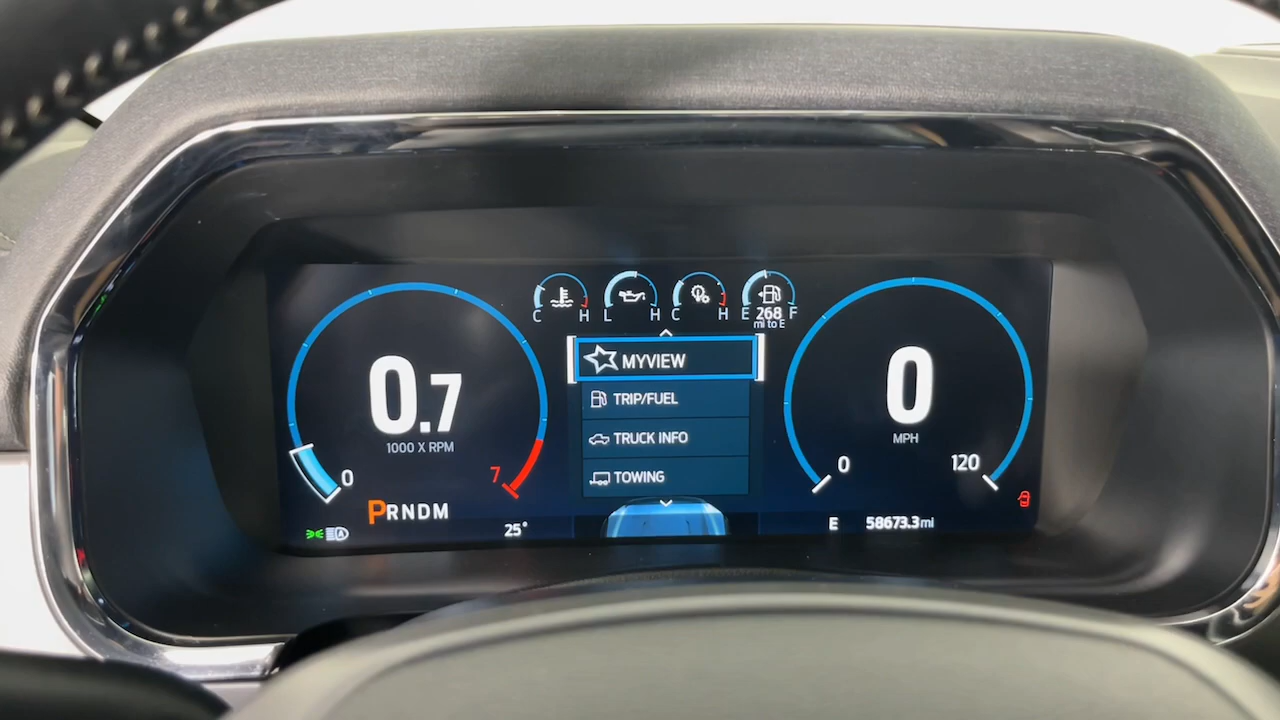 C H L H C H E 268 F
mi to E
MYVIEW
TRIP/FUEL
TRUCK INFO
TOWING
0.7
1000 X RPM
0 7
PRNDM
25°
0
MPH
0 120
E 58673.3mi
A